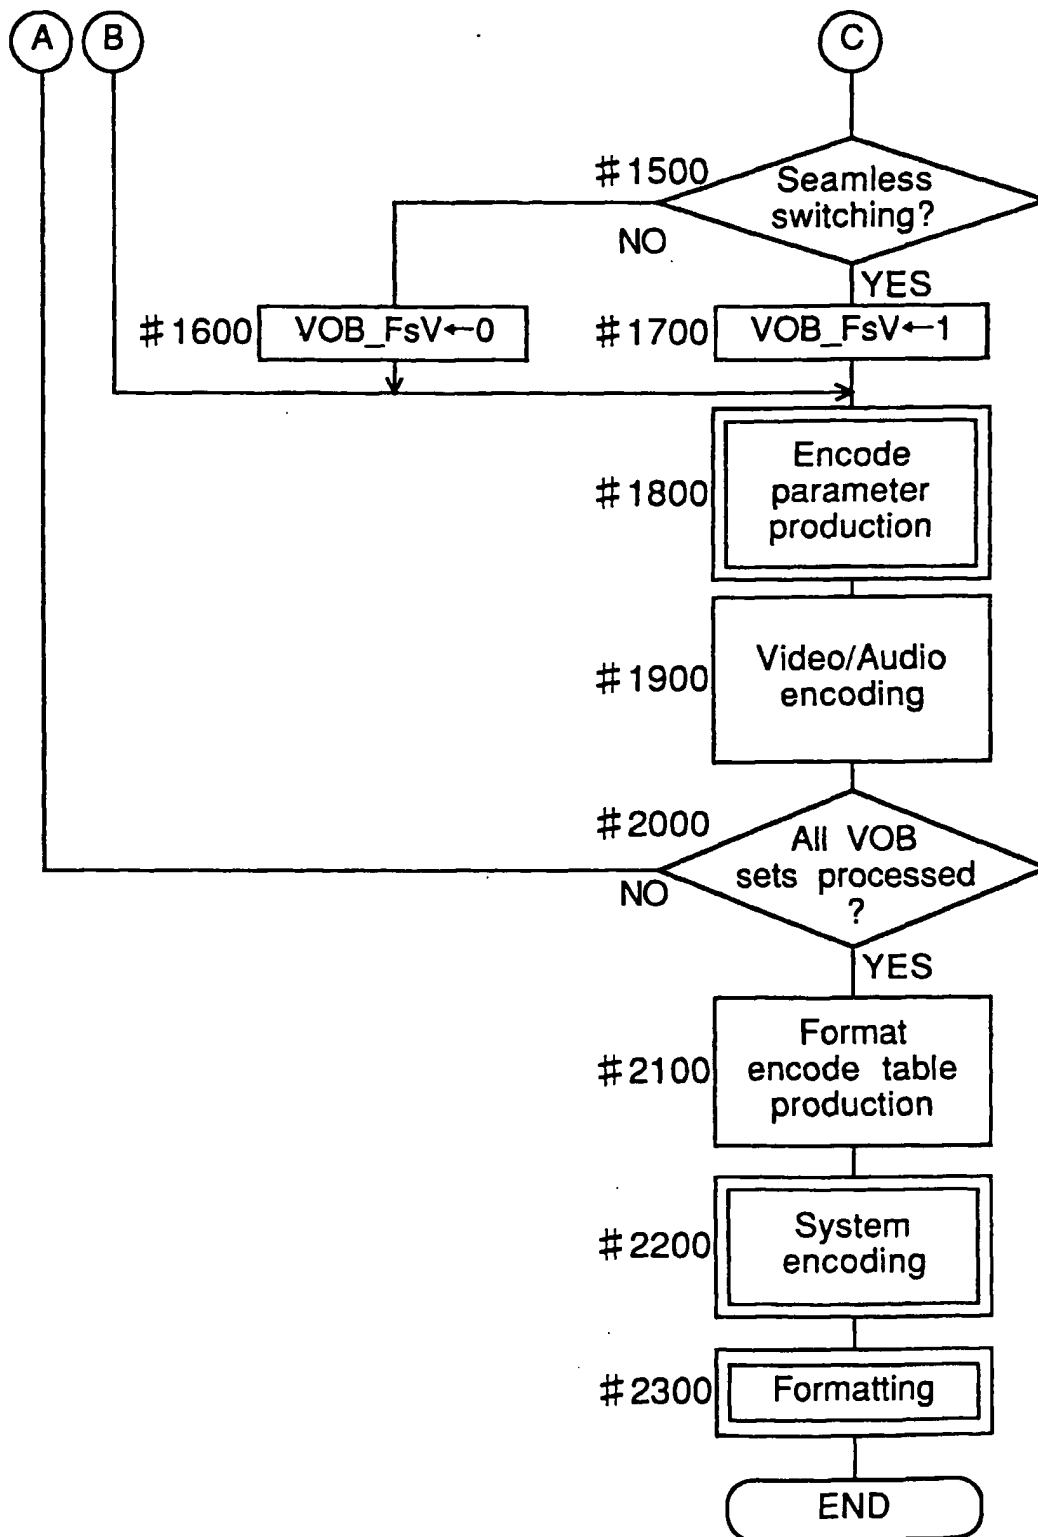 A B C
#1500
Seamless
switching?
NO
YES
#1600
VOB_FsV←0
#1700
VOB_FsV←1
#1800
Encode
parameter
production
#1900
Video/Audio
encoding
#2000
All VOB
sets processed
?
NO
YES
#2100
Format
encode table
production
#2200
System
encoding
#2300
Formatting
END